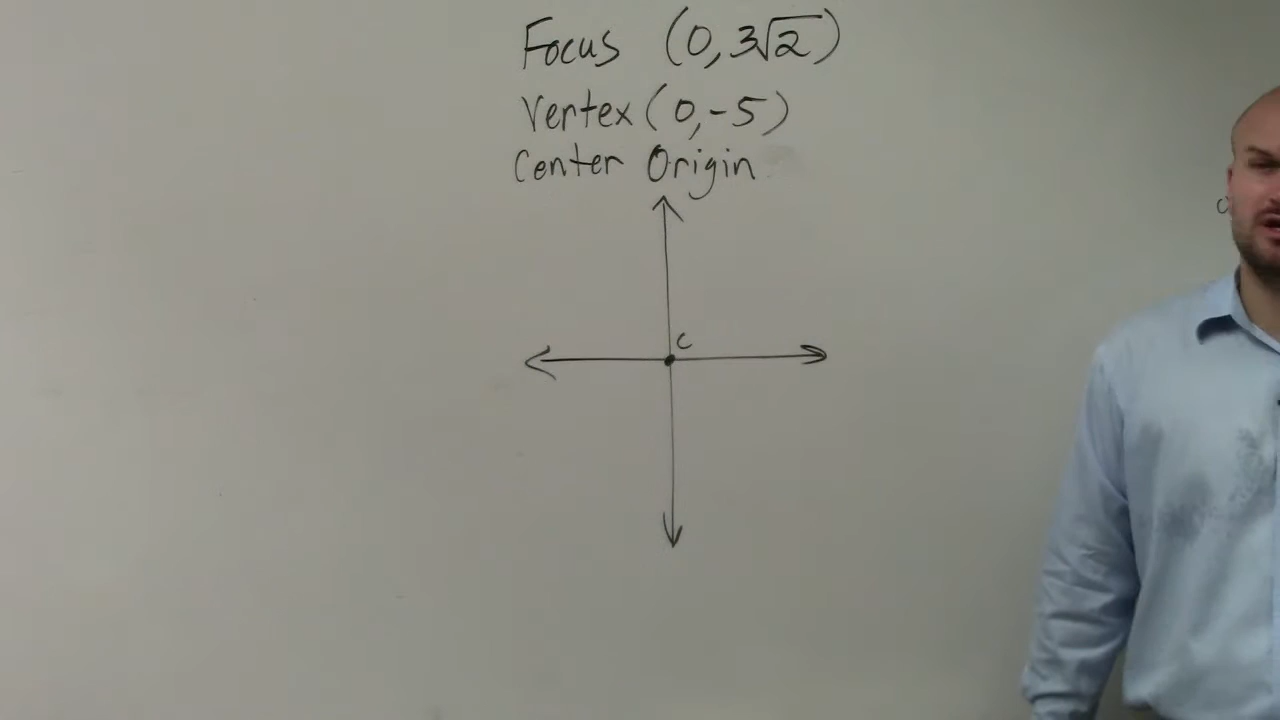 Focus (0, 3√2)
Vertex (0, -5)
Center Origin
C